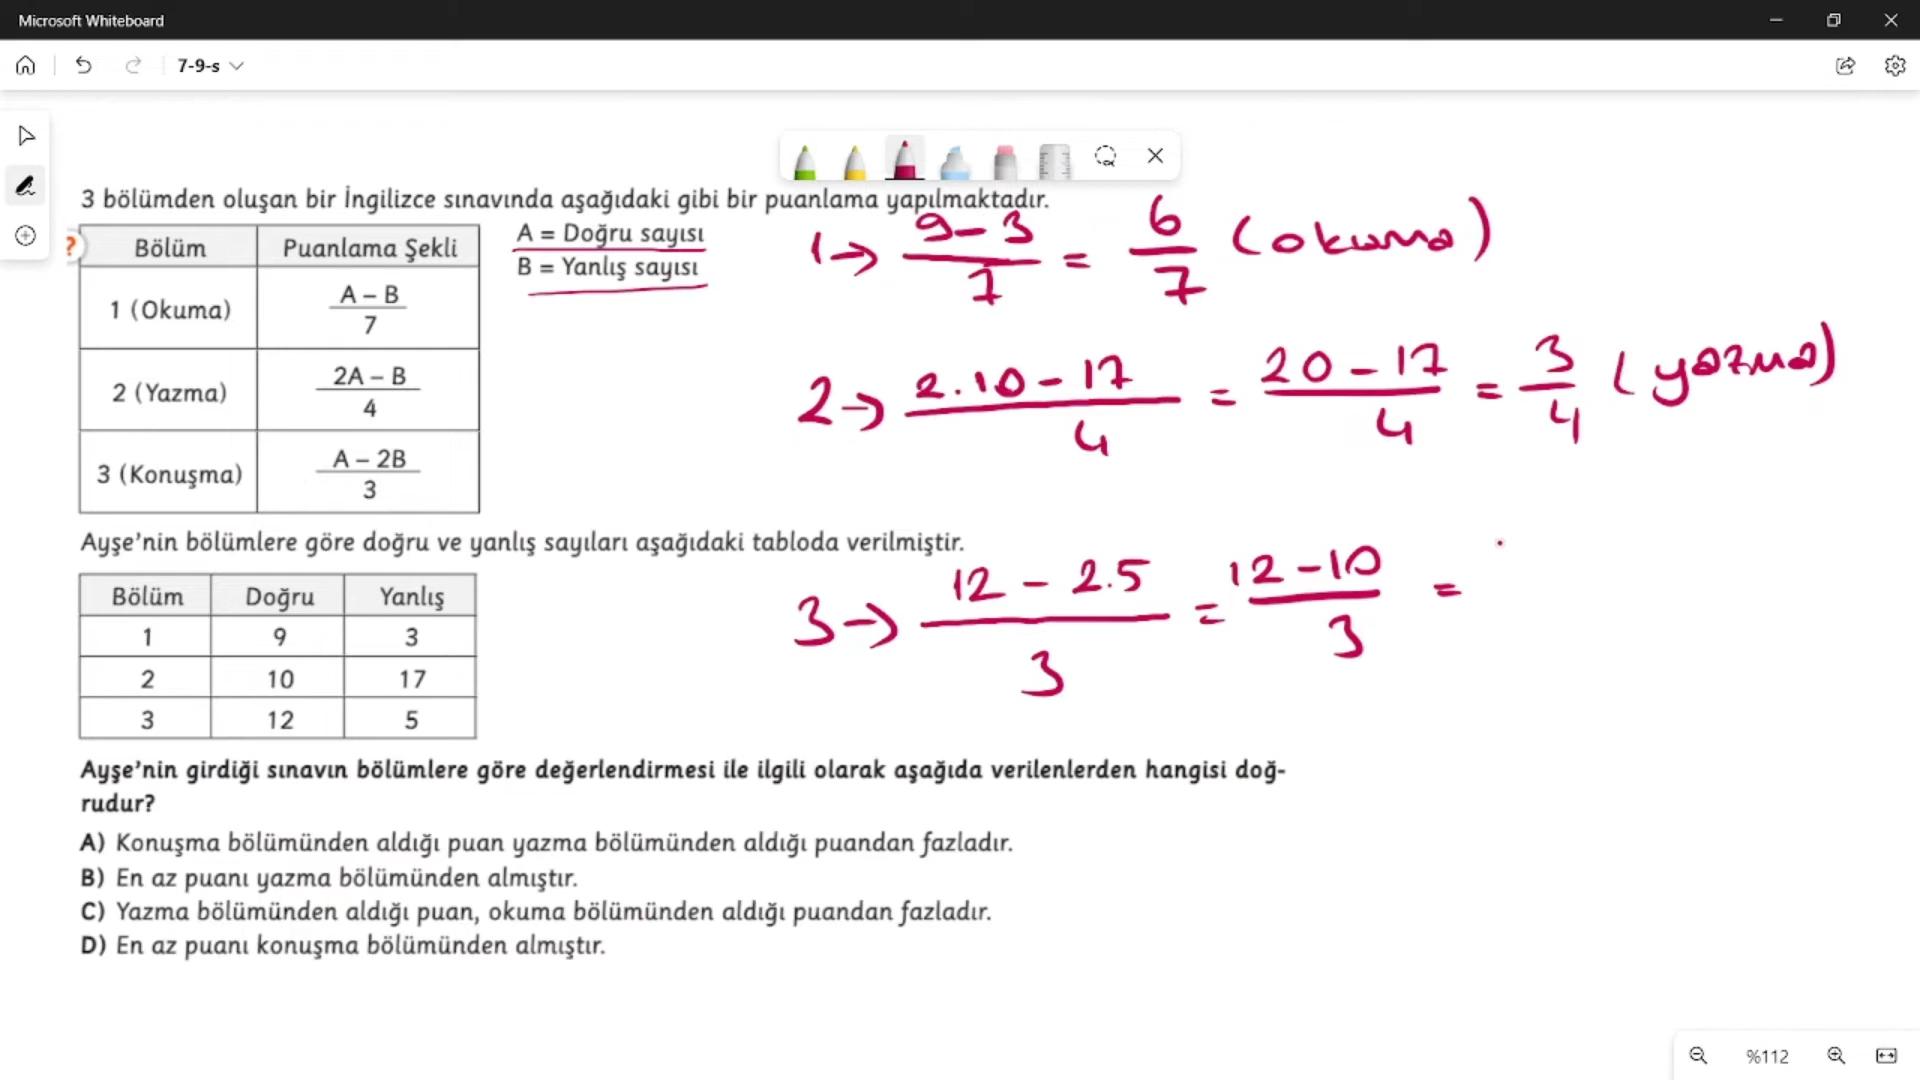 Microsoft Whiteboard
7-9-s
3 bölümden oluşan bir İngilizce sınavında aşağıdaki gibi bir puanlama yapılmaktadır.
?
Bölüm Puanlama Şekli
1 (Okuma) A – B / 7
2 (Yazma) 2A – B / 4
3 (Konuşma) A – 2B / 3
A = Doğru sayısı
B = Yanlış sayısı
1→ 9-3 / 7 = 6/7 (okuma)
2→ 2.10-17 / 4 = 20-17 / 4 = 3/4 (yazma)
Ayşe’nin bölümlere göre doğru ve yanlış sayıları aşağıdaki tabloda verilmiştir.
Bölüm Doğru Yanlış
1 9 3
2 10 17
3 12 5
3→ 12-2.5 / 3 = 12-10 / 3 =
Ayşe’nin girdiği sınavın bölümlere göre değerlendirmesi ile ilgili olarak aşağıda verilenlerden hangisi doğ-
rudur?
A) Konuşma bölümünden aldığı puan yazma bölümünden aldığı puandan fazladır.
B) En az puanı yazma bölümünden almıştır.
C) Yazma bölümünden aldığı puan, okuma bölümünden aldığı puandan fazladır.
D) En az puanı konuşma bölümünden almıştır.
%112